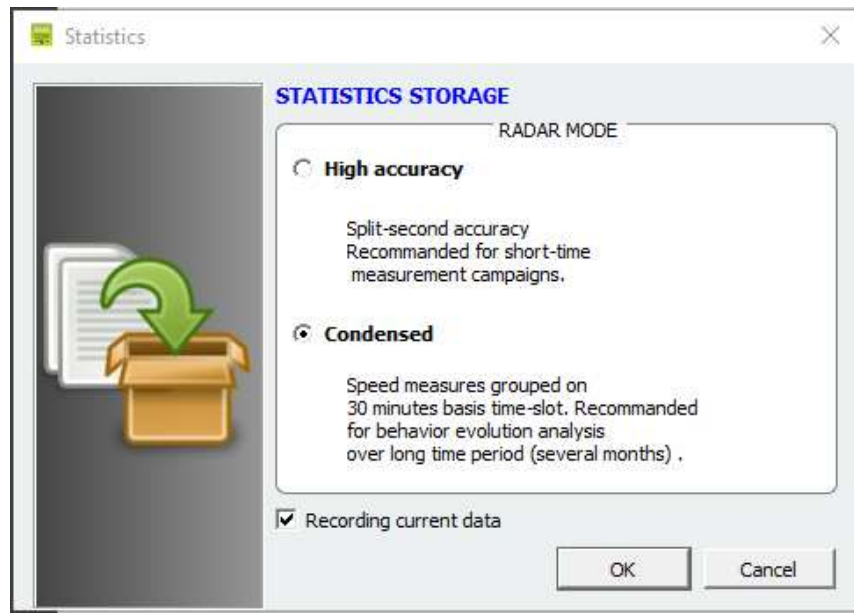 Statistics
STATISTICS STORAGE
RADAR MODE
High accuracy
Split-second accuracy
Recommanded for short-time
measurement campaigns.
Condensed
Speed measures grouped on
30 minutes basis time-slot. Recommanded
for behavior evolution analysis
over long time period (several months) .
Recording current data
OK
Cancel